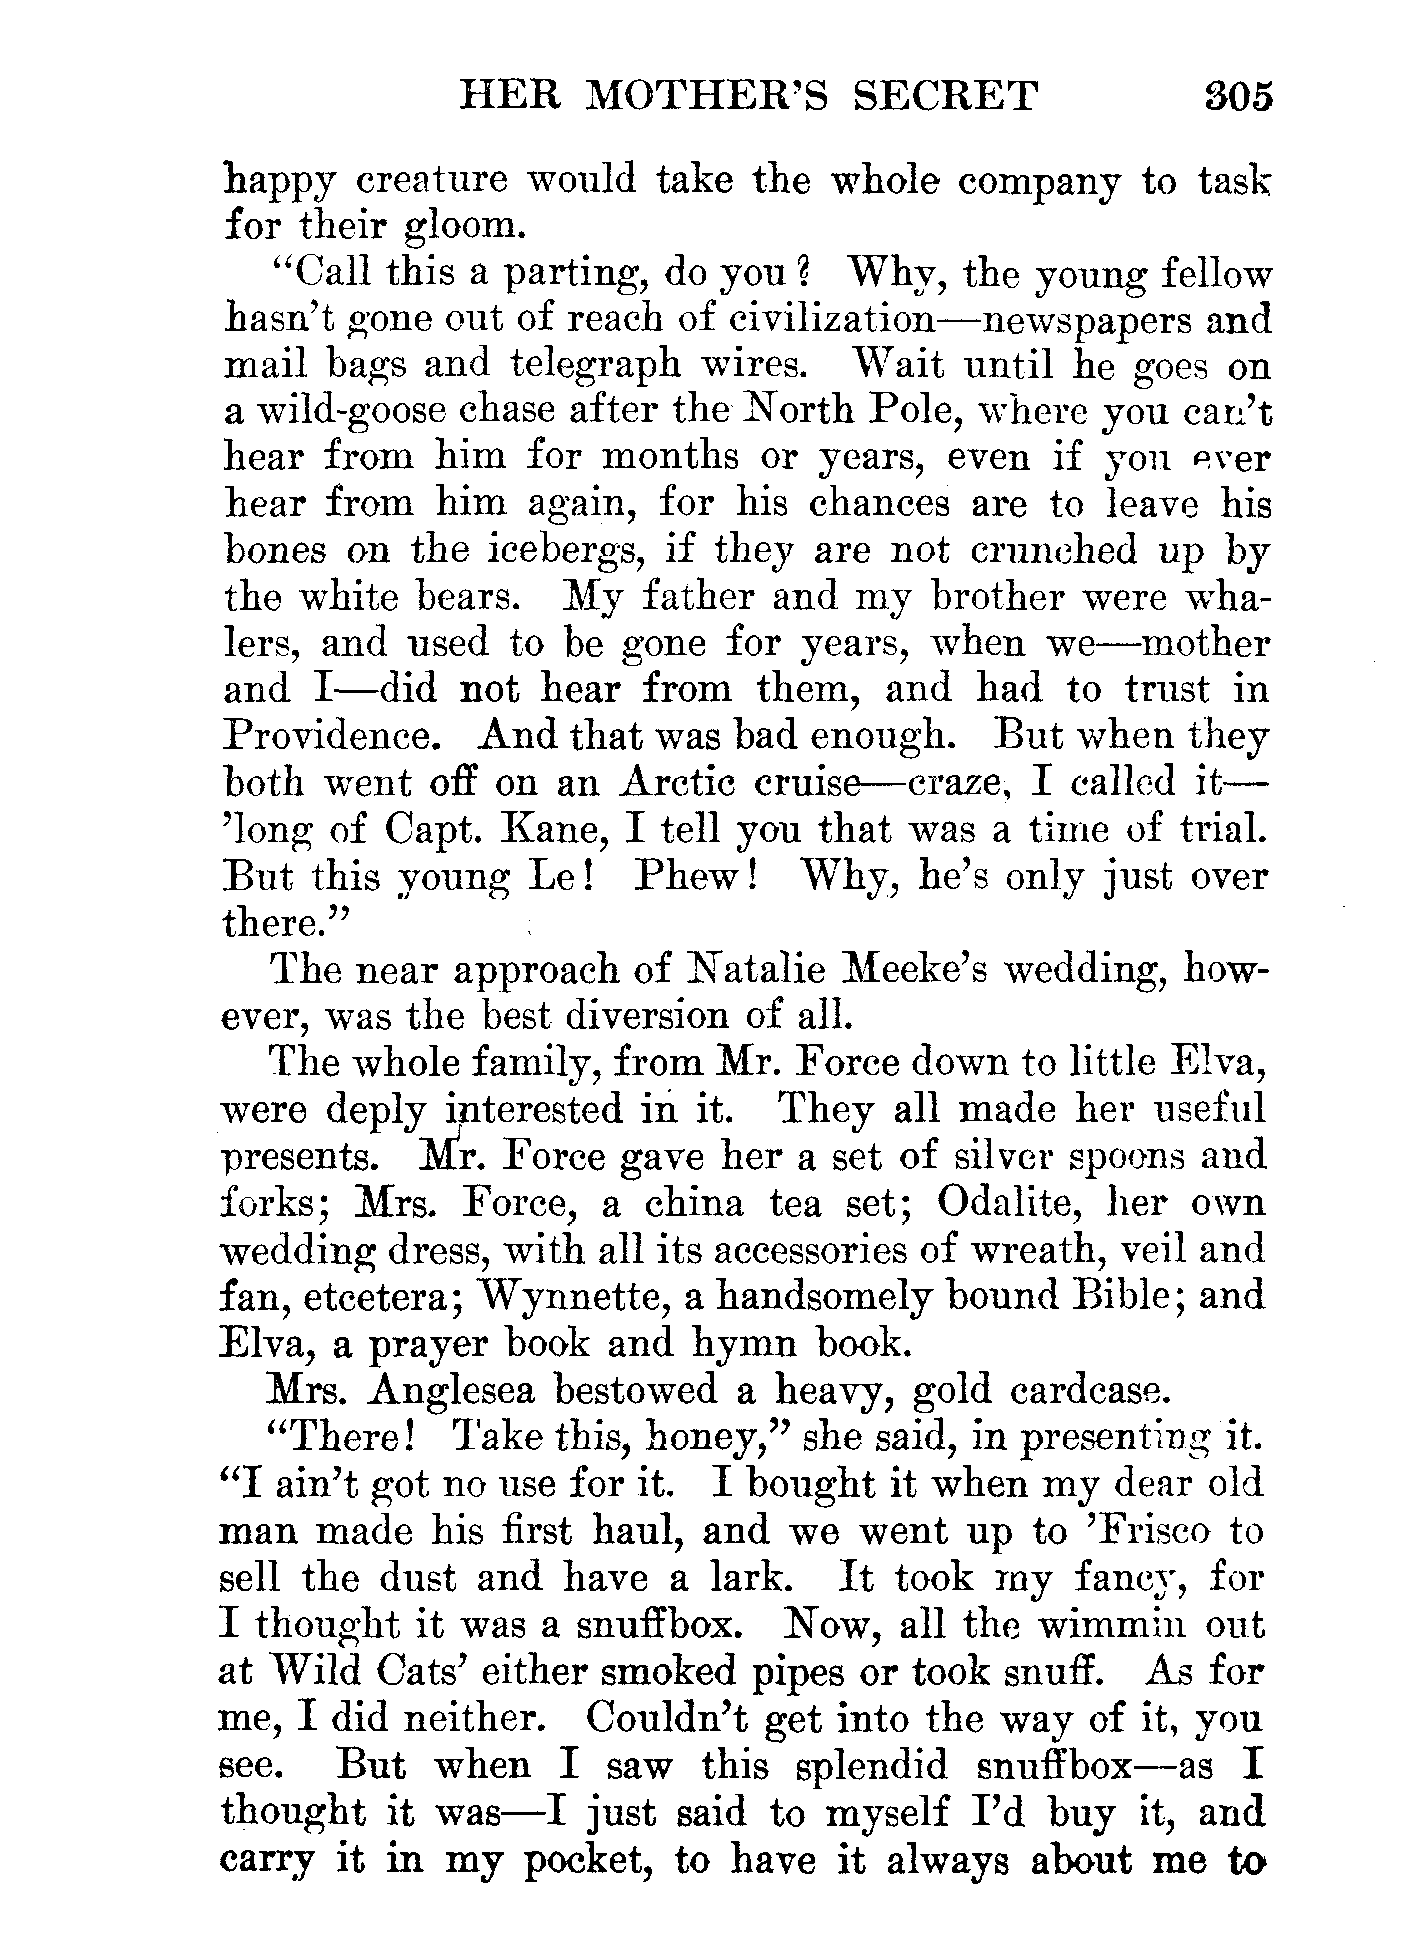 HER MOTHER'S SECRET 305
happy creature would take the whole company to task
for their gloom.
"Call this a parting, do you? Why, the young fellow
hasn't gone out of reach of civilization—newspapers and
mail bags and telegraph wires. Wait until he goes on
a wild-goose chase after the North Pole, where you can't
hear from him for months or years, even if you ever
hear from him again, for his chances are to leave his
bones on the icebergs, if they are not crunched up by
the white bears. My father and my brother were wha-
lers, and used to be gone for years, when we—mother
and I—did not hear from them, and had to trust in
Providence. And that was bad enough. But when they
both went off on an Arctic cruise—craze, I called it—
'long of Capt. Kane, I tell you that was a time of trial.
But this young Le! Phew! Why, he's only just over
there."
The near approach of Natalie Meeke's wedding, how-
ever, was the best diversion of all.
The whole family, from Mr. Force down to little Elva,
were deply interested in it. They all made her useful
presents. Mr. Force gave her a set of silver spoons and
forks; Mrs. Force, a china tea set; Odalite, her own
wedding dress, with all its accessories of wreath, veil and
fan, etcetera; Wynnette, a handsomely bound Bible; and
Elva, a prayer book and hymn book.
Mrs. Anglesea bestowed a heavy, gold cardcase.
"There! Take this, honey," she said, in presenting it.
"I ain't got no use for it. I bought it when my dear old
man made his first haul, and we went up to 'Frisco to
sell the dust and have a lark. It took my fancy, for
I thought it was a snuffbox. Now, all the wimmin out
at Wild Cats' either smoked pipes or took snuff. As for
me, I did neither. Couldn't get into the way of it, you
see. But when I saw this splendid snuffbox—as I
thought it was—I just said to myself I'd buy it, and
carry it in my pocket, to have it always about me to